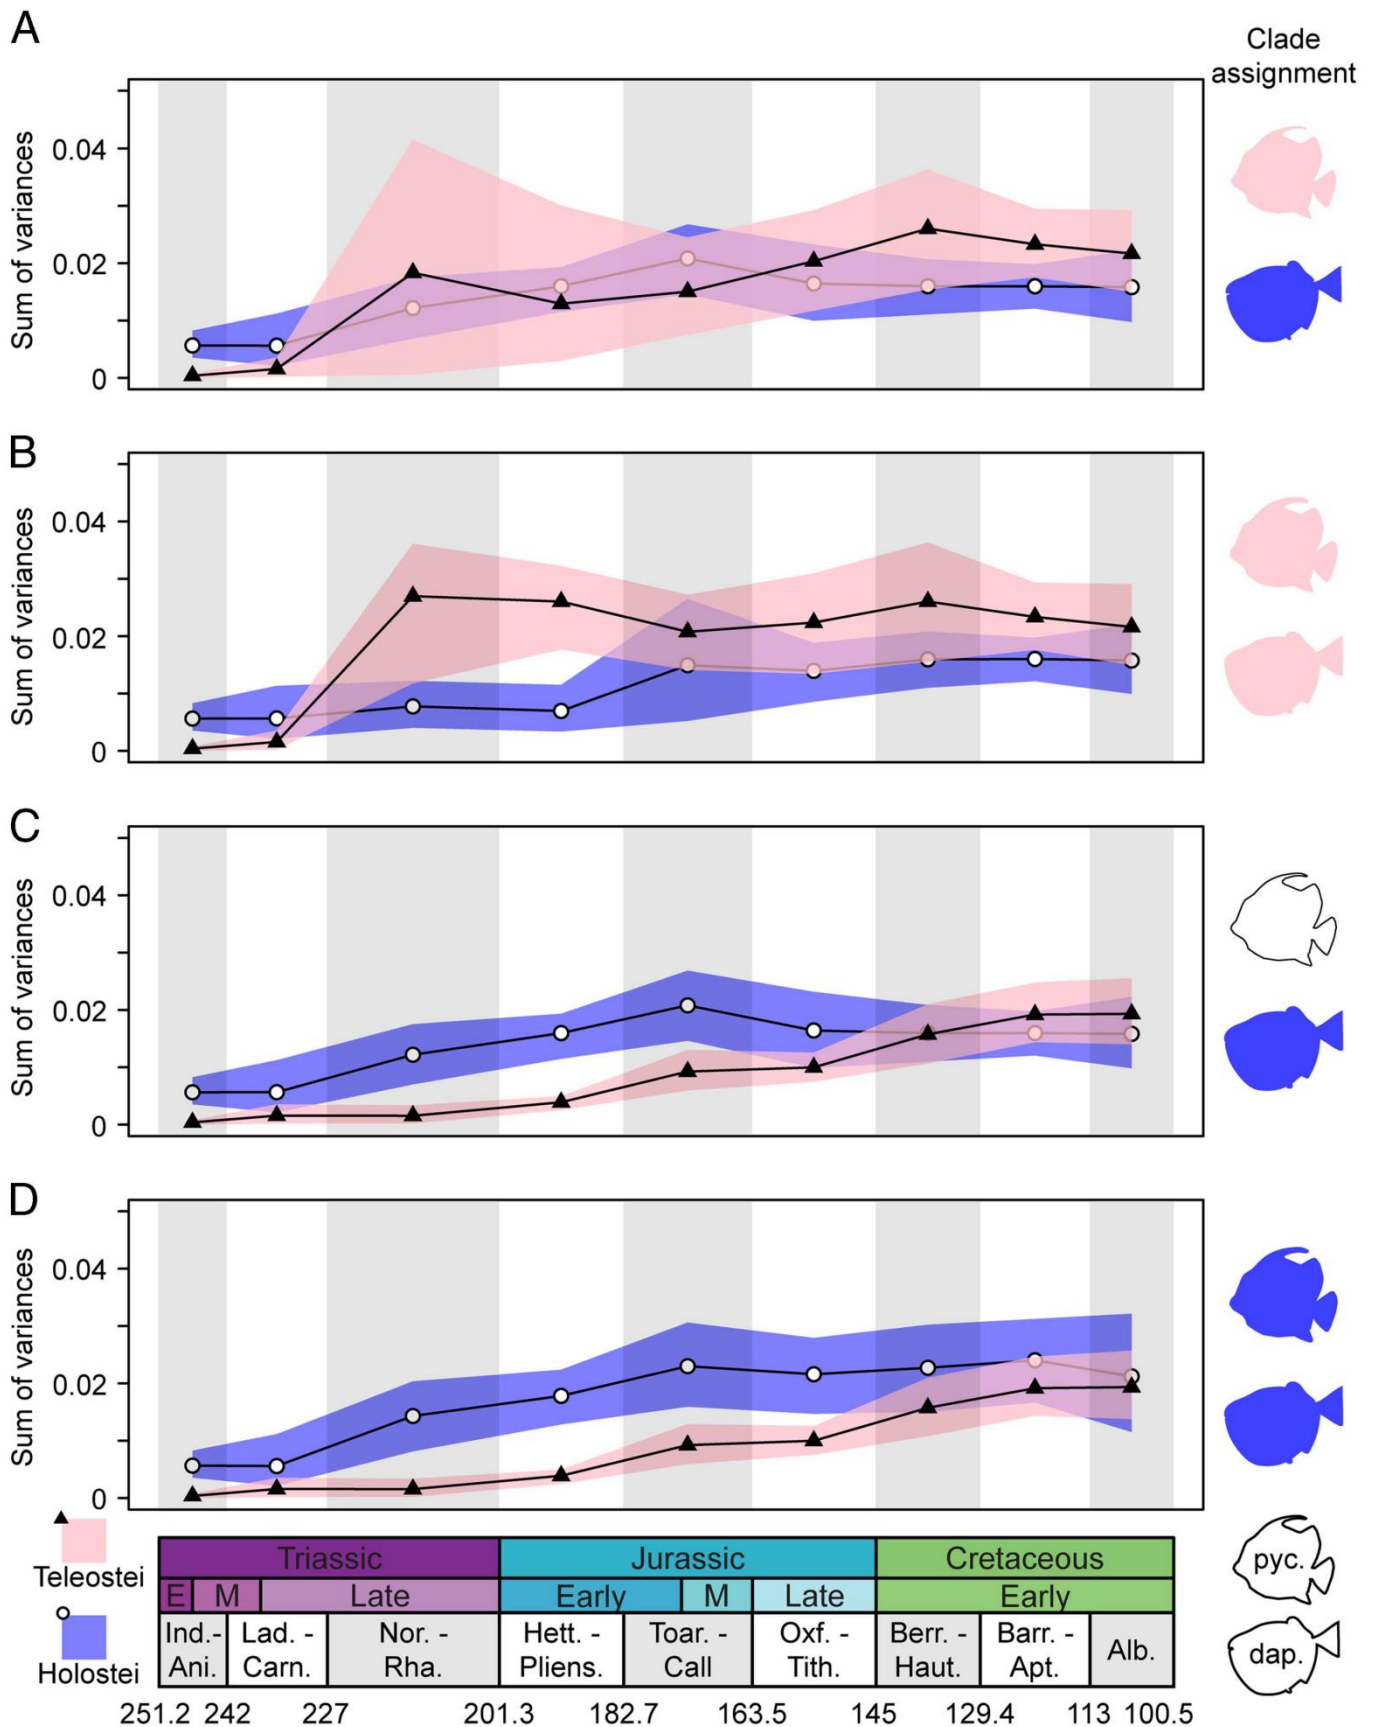 A
Clade
assignment
Sum of variances
0.04
0.02
0
B
Sum of variances
0.04
0.02
0
C
Sum of variances
0.04
0.02
0
D
Sum of variances
0.04
0.02
0
Teleostei
Holostei
Triassic Jurassic Cretaceous
E M Late Early M Late Early
Ind.- Lad. - Nor. - Hett. - Toar. - Oxf. - Berr. - Barr. - Alb.
Ani. Carn. Rha. Pliens. Call Tith. Haut. Apt.
251.2 242 227 201.3 182.7 163.5 145 129.4 113 100.5
pyc.
dap.